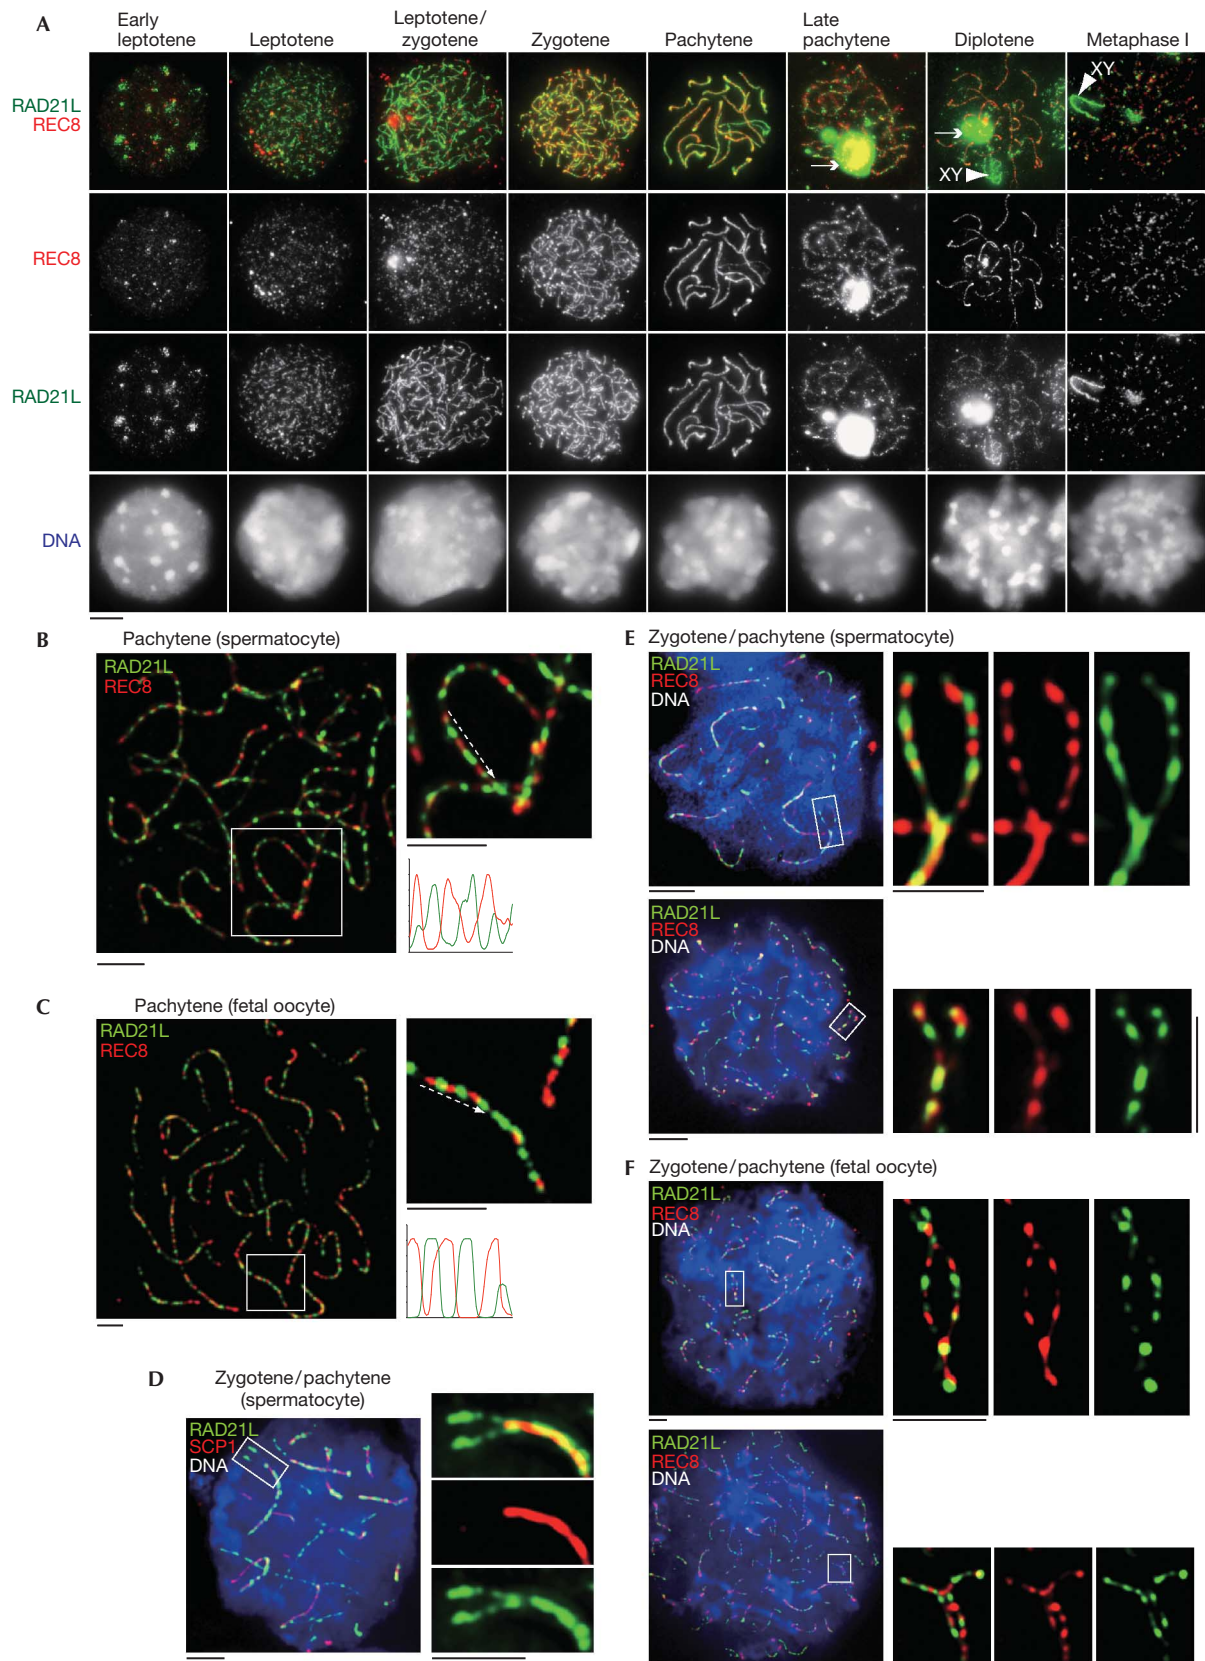 A
Early
leptotene
Leptotene
Leptotene/
zygotene
Zygotene
Pachytene
Late
pachytene
Diplotene
Metaphase I
RAD21L
REC8
XY
XY
REC8
RAD21L
DNA
B
Pachytene (spermatocyte)
RAD21L
REC8
C
Pachytene (fetal oocyte)
RAD21L
REC8
D
Zygotene/pachytene
(spermatocyte)
RAD21L
SCP1
DNA
E
Zygotene/pachytene (spermatocyte)
RAD21L
REC8
DNA
RAD21L
REC8
DNA
F
Zygotene/pachytene (fetal oocyte)
RAD21L
REC8
DNA
RAD21L
REC8
DNA